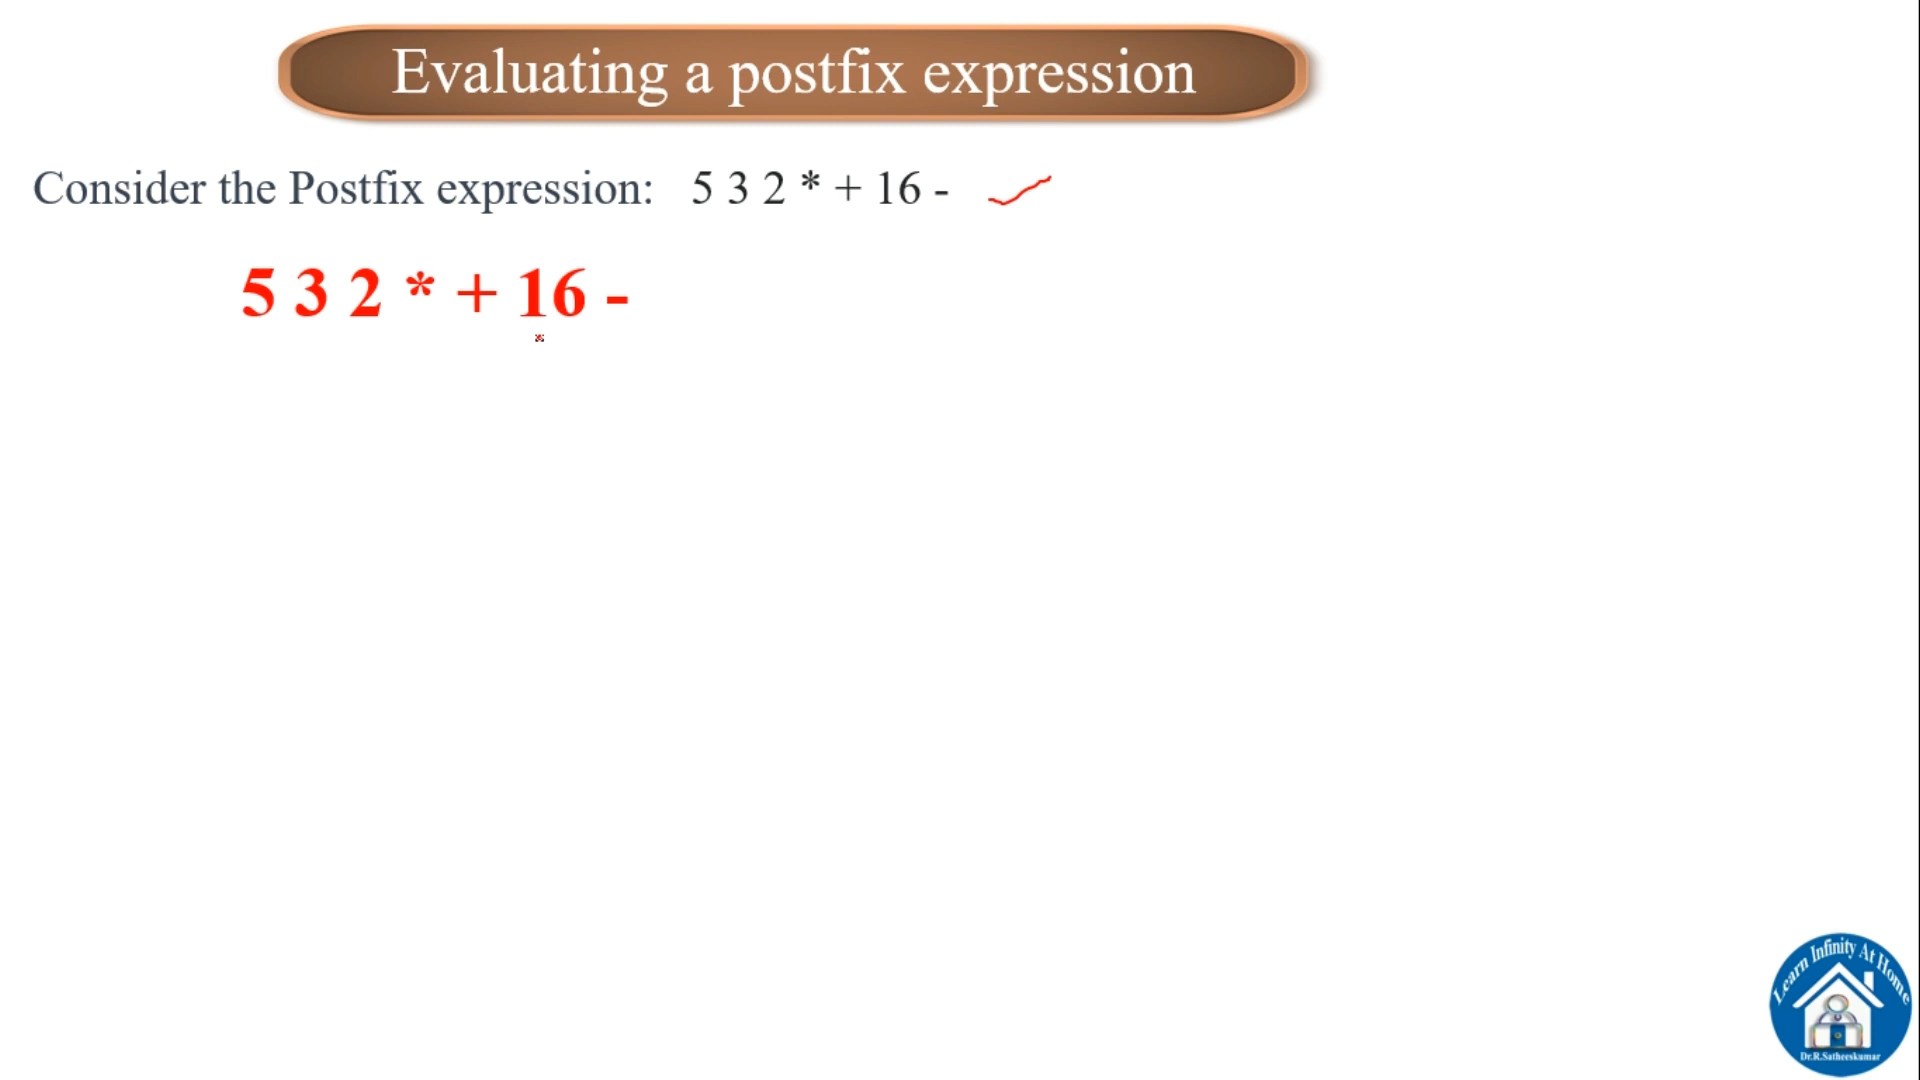 Evaluating a postfix expression
Consider the Postfix expression: 5 3 2 * + 16 -
5 3 2 * + 16 -
Learn Infinity At Home
Dr.R.Satheeskumar